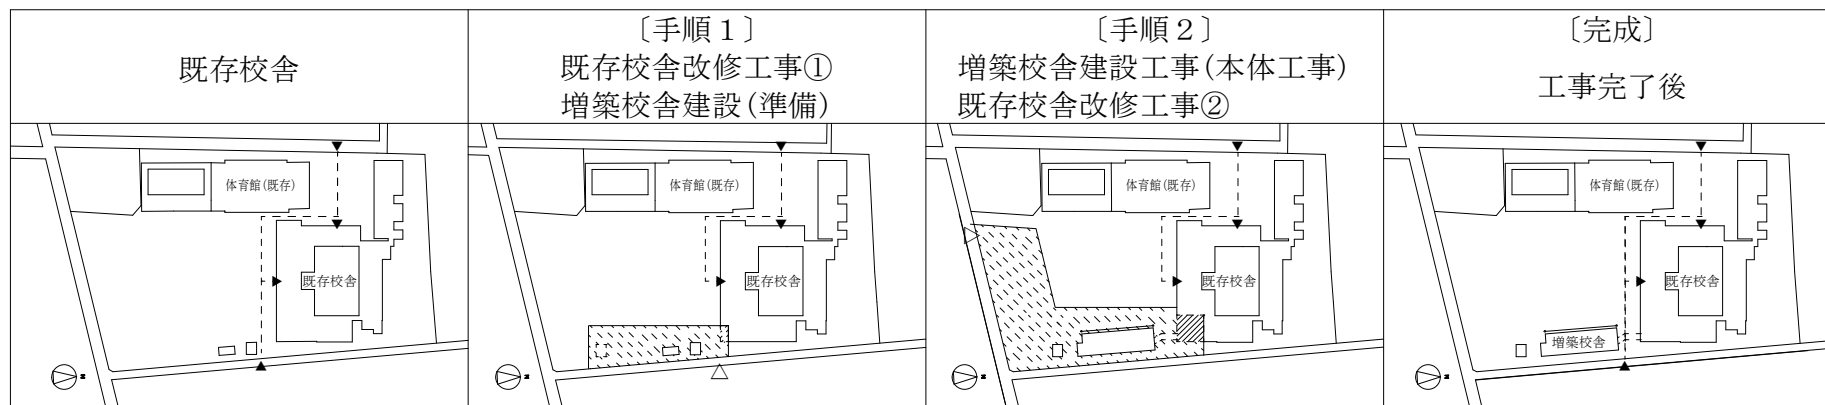 既存校舎
〔手順１〕
既存校舎改修工事①
増築校舎建設(準備)
〔手順２〕
増築校舎建設工事(本体工事)
既存校舎改修工事②
〔完成〕
工事完了後
体育館(既存)
既存校舎
体育館(既存)
既存校舎
体育館(既存)
既存校舎
体育館(既存)
既存校舎
増築校舎